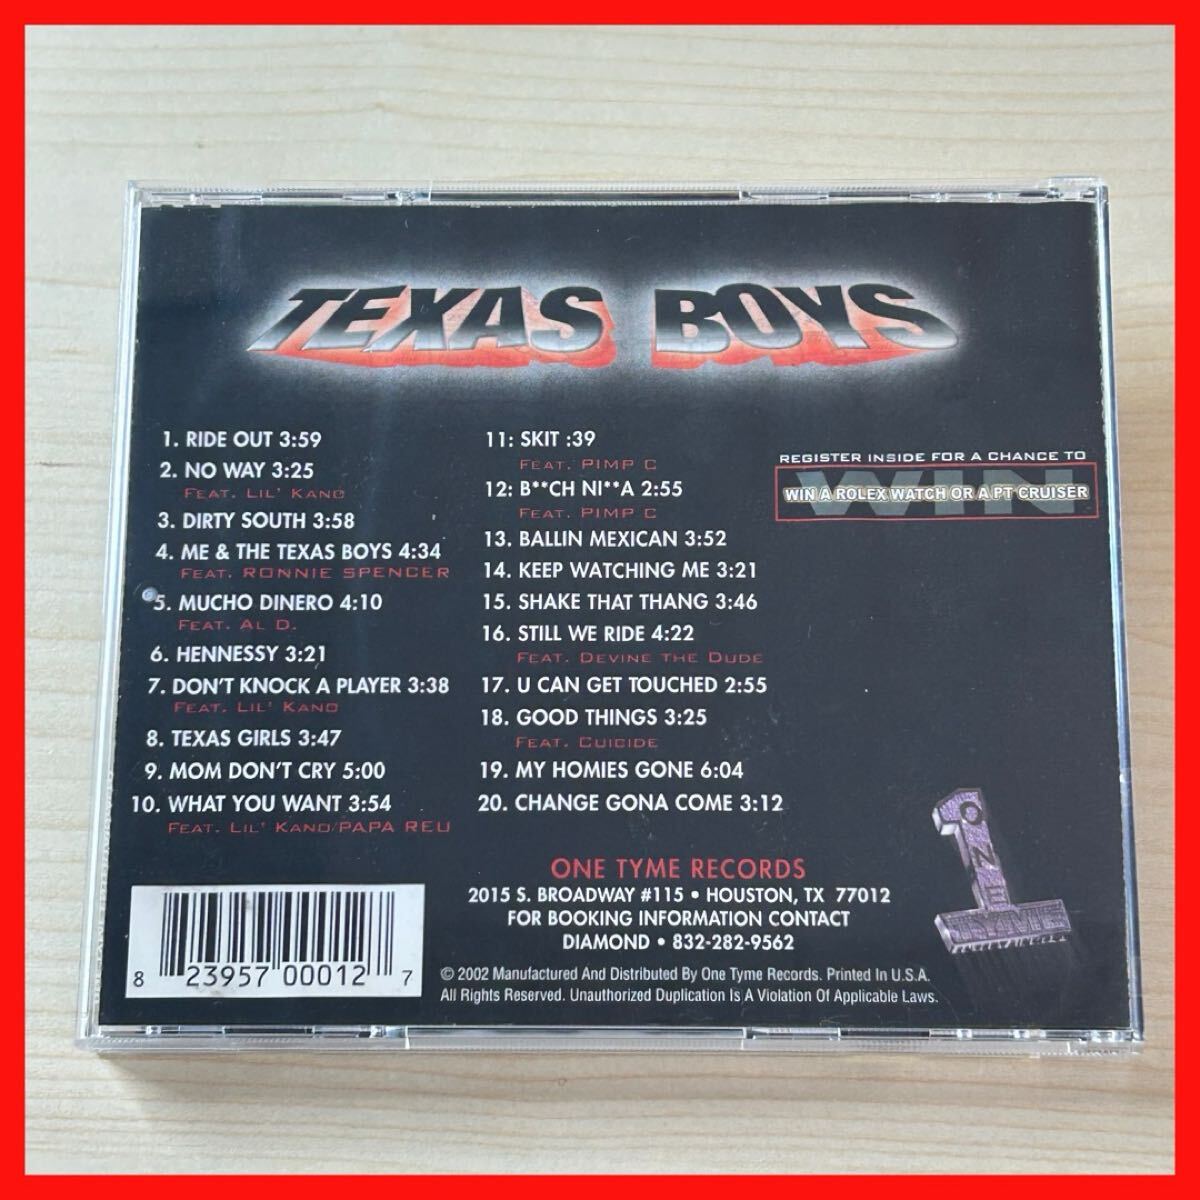 TEXAS BOYS
1. RIDE OUT 3:59
2. NO WAY 3:25
FEAT. LIL' KANO
3. DIRTY SOUTH 3:58
4. ME & THE TEXAS BOYS 4:34
FEAT. RONNIE SPENCER
5. MUCHO DINERO 4:10
FEAT. AL D.
6. HENNESSY 3:21
7. DON'T KNOCK A PLAYER 3:38
FEAT. LIL' KANO
8. TEXAS GIRLS 3:47
9. MOM DON'T CRY 5:00
10. WHAT YOU WANT 3:54
FEAT. LIL' KANO/PAPA REU
11: SKIT :39
FEAT. PIMP C
12: B**CH NI**A 2:55
FEAT. PIMP C
13. BALLIN MEXICAN 3:52
14. KEEP WATCHING ME 3:21
15. SHAKE THAT THANG 3:46
16. STILL WE RIDE 4:22
FEAT. DEVINE THE DUDE
17. U CAN GET TOUCHED 2:55
18. GOOD THINGS 3:25
FEAT. CUICIDE
19. MY HOMIES GONE 6:04
20. CHANGE GONA COME 3:12
REGISTER INSIDE FOR A CHANCE TO
WIN
WIN A ROLEX WATCH OR A PT CRUISER
ONE TYME RECORDS
2015 S. BROADWAY #115 • HOUSTON, TX 77012
FOR BOOKING INFORMATION CONTACT
DIAMOND • 832-282-9562
© 2002 Manufactured And Distributed By One Tyme Records. Printed In U.S.A.
All Rights Reserved. Unauthorized Duplication Is A Violation Of Applicable Laws.
8 23957 00012 7
1
ONE
TYME